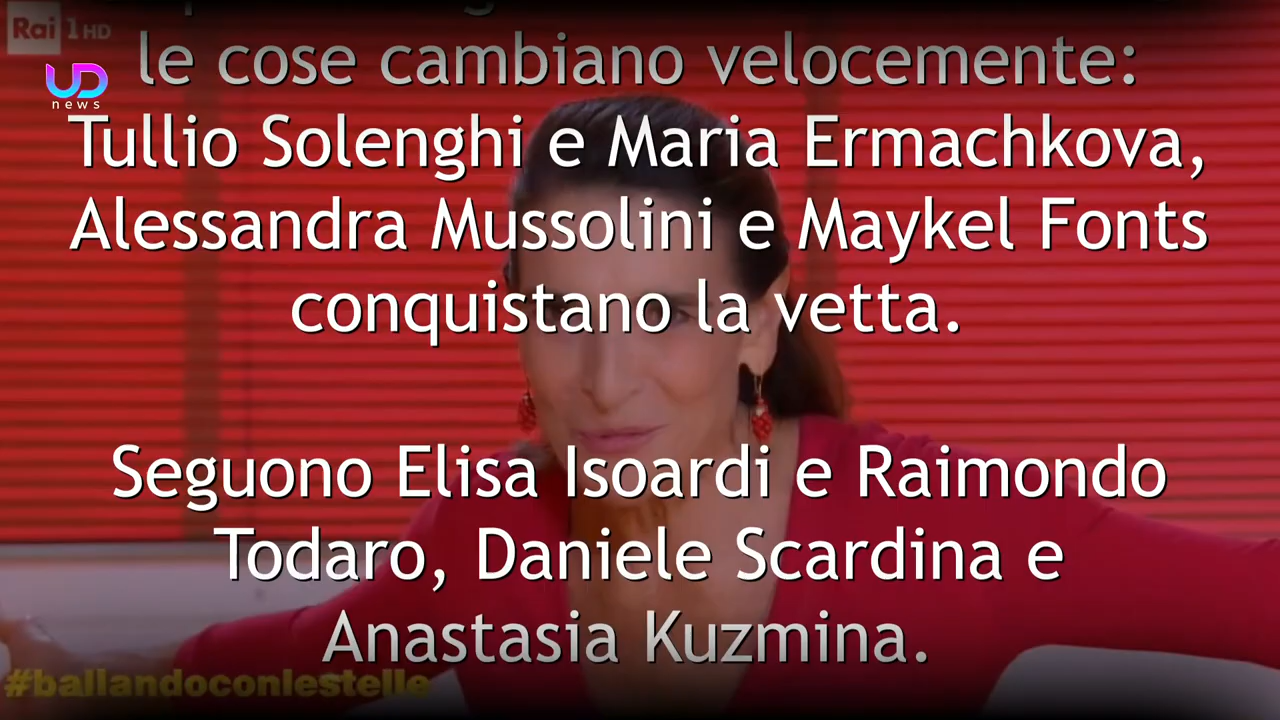 Rai 1 HD
UD
news
le cose cambiano velocemente:
Tullio Solenghi e Maria Ermachkova,
Alessandra Mussolini e Maykel Fonts
conquistano la vetta.
Seguono Elisa Isoardi e Raimondo
Todaro, Daniele Scardina e
Anastasia Kuzmina.
#ballandoconlestelle